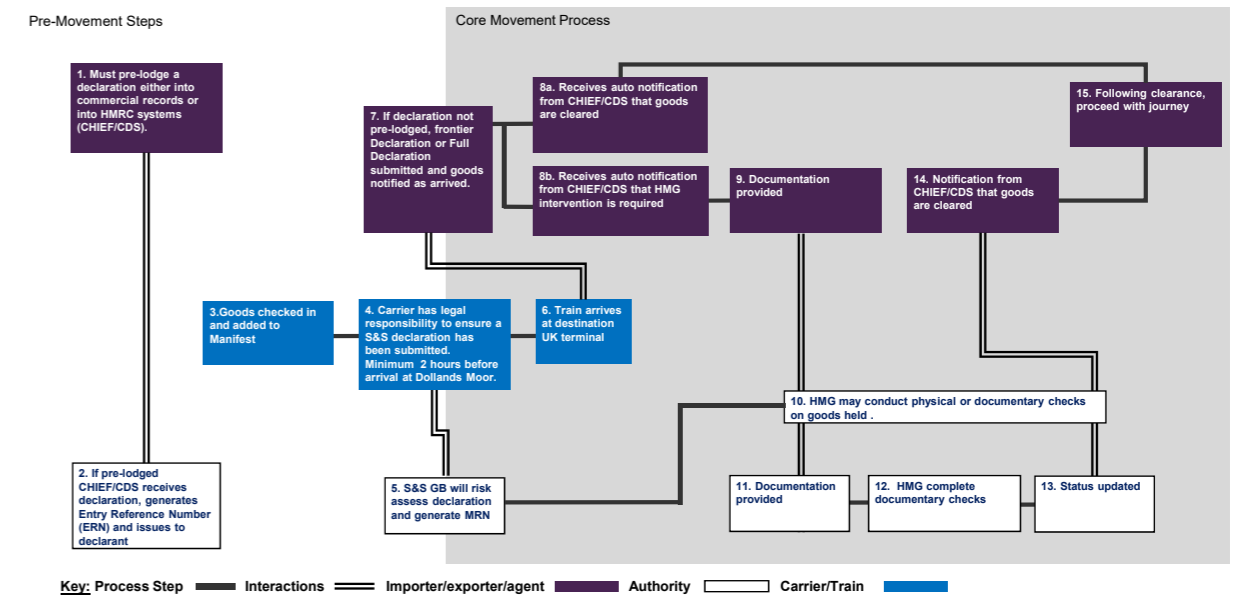 Pre-Movement Steps
Core Movement Process
1. Must pre-lodge a
declaration either into
commercial records or
into HMRC systems
(CHIEF/CDS).
7. If declaration not
pre-lodged, frontier
Declaration or Full
Declaration
submitted and goods
notified as arrived.
8a. Receives auto notification
from CHIEF/CDS that goods
are cleared
15. Following clearance,
proceed with journey
8b. Receives auto notification
from CHIEF/CDS that HMG
intervention is required
9. Documentation
provided
14. Notification from
CHIEF/CDS that goods
are cleared
3.Goods checked in
and added to
Manifest
4. Carrier has legal
responsibility to ensure a
S&S declaration has
been submitted.
Minimum 2 hours before
arrival at Dollands Moor.
6. Train arrives
at destination
UK terminal
10. HMG may conduct physical or documentary checks
on goods held .
2. If pre-lodged
CHIEF/CDS receives
declaration, generates
Entry Reference Number
(ERN) and issues to
declarant
5. S&S GB will risk
assess declaration
and generate MRN
11. Documentation
provided
12. HMG complete
documentary checks
13. Status updated
Key: Process Step Interactions Importer/exporter/agent Authority Carrier/Train